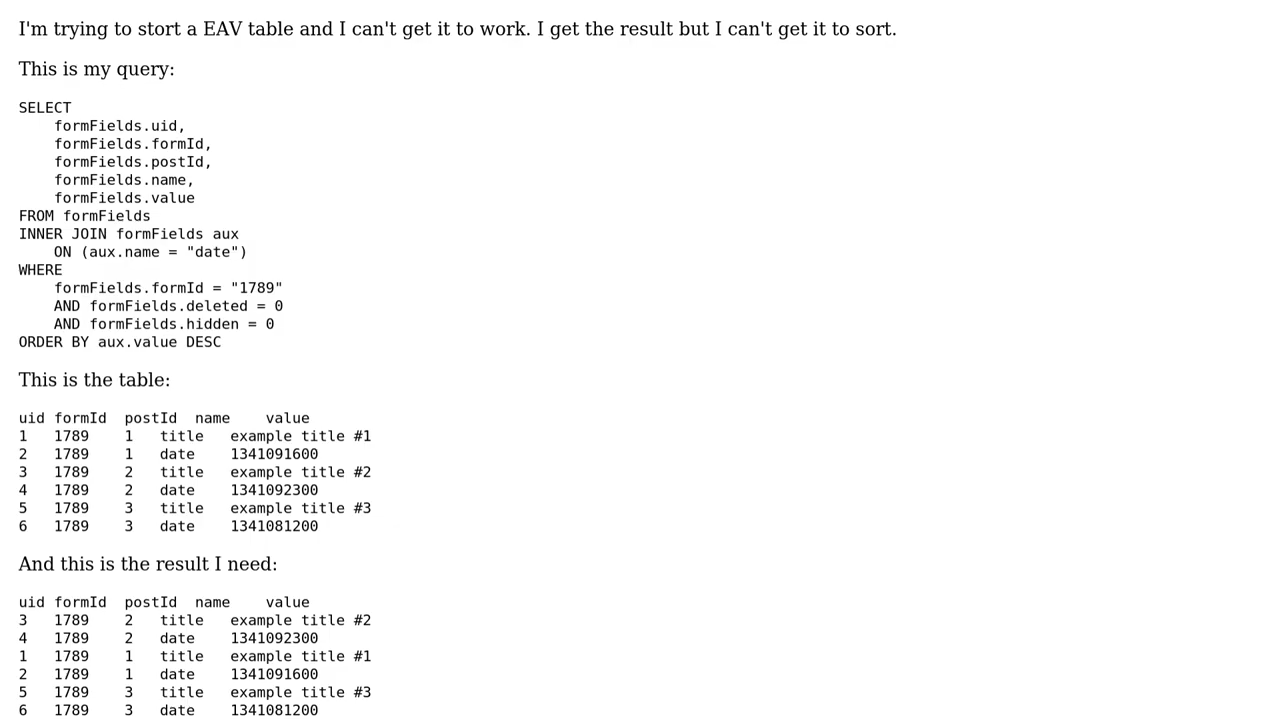 I'm trying to stort a EAV table and I can't get it to work. I get the result but I can't get it to sort.
This is my query:
SELECT
    formFields.uid,
    formFields.formId,
    formFields.postId,
    formFields.name,
    formFields.value
FROM formFields
INNER JOIN formFields aux
    ON (aux.name = "date")
WHERE
    formFields.formId = "1789"
    AND formFields.deleted = 0
    AND formFields.hidden = 0
ORDER BY aux.value DESC
This is the table:
uid formId  postId  name    value
1   1789    1   title   example title #1
2   1789    1   date    1341091600
3   1789    2   title   example title #2
4   1789    2   date    1341092300
5   1789    3   title   example title #3
6   1789    3   date    1341081200
And this is the result I need:
uid formId  postId  name    value
3   1789    2   title   example title #2
4   1789    2   date    1341092300
1   1789    1   title   example title #1
2   1789    1   date    1341091600
5   1789    3   title   example title #3
6   1789    3   date    1341081200